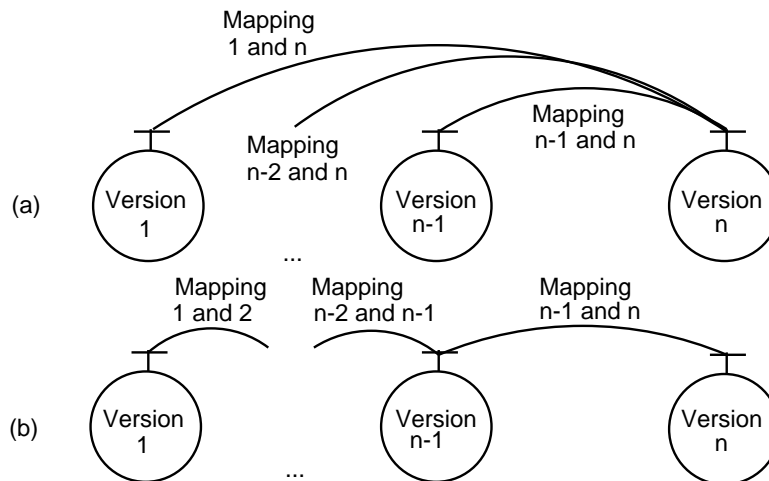 Mapping
1 and n
Mapping
n-2 and n
Mapping
n-1 and n
(a)
Version
1
Version
n-1
Version
n
...
Mapping
1 and 2
Mapping
n-2 and n-1
Mapping
n-1 and n
(b)
Version
1
Version
n-1
Version
n
...